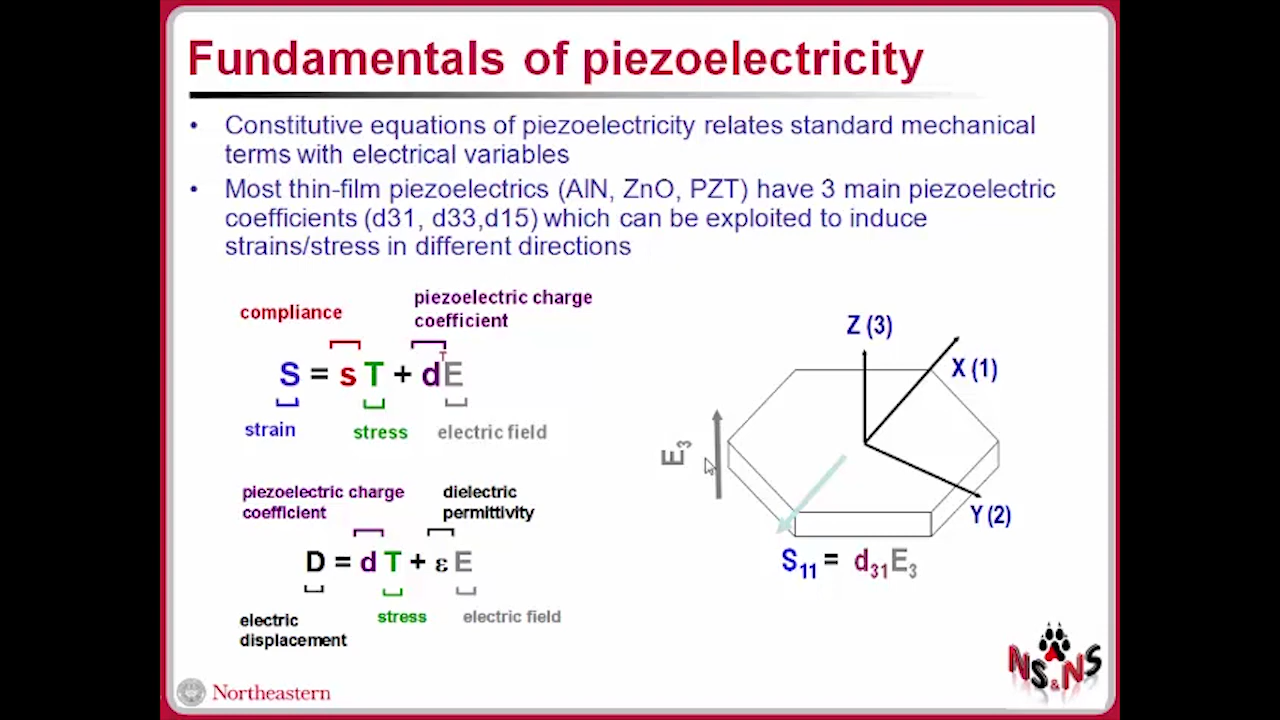 Fundamentals of piezoelectricity
• Constitutive equations of piezoelectricity relates standard mechanical
terms with electrical variables
• Most thin-film piezoelectrics (AlN, ZnO, PZT) have 3 main piezoelectric
coefficients (d31, d33,d15) which can be exploited to induce
strains/stress in different directions
compliance
piezoelectric charge
coefficient
S = s T + dᵀE
strain
stress
electric field
piezoelectric charge
coefficient
dielectric
permittivity
D = d T + ε E
electric
displacement
stress
electric field
Z (3)
X (1)
E₃
Y (2)
S₁₁ = d₃₁E₃
NS&NS
Northeastern